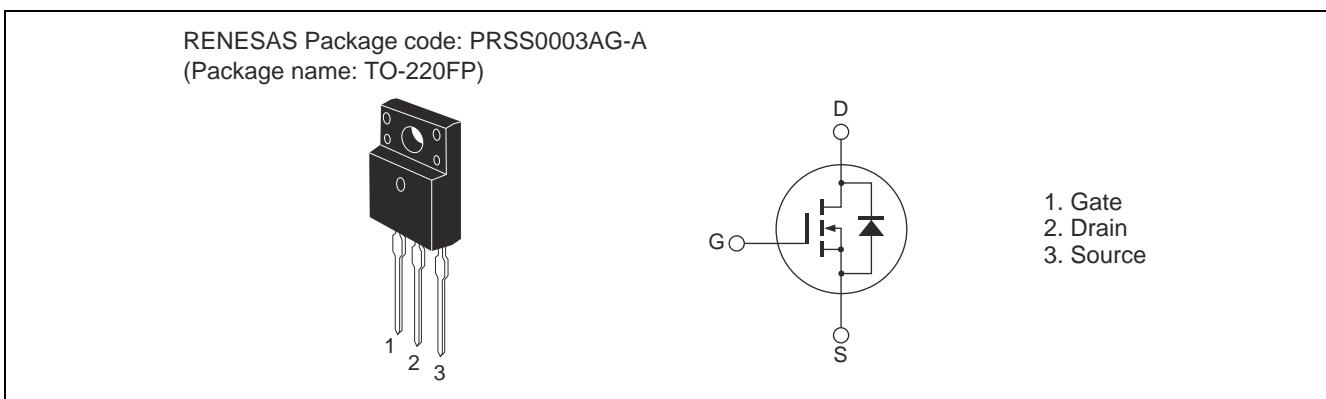 RENESAS Package code: PRSS0003AG-A
(Package name: TO-220FP)
1
2
3
D
G
S
1. Gate
2. Drain
3. Source